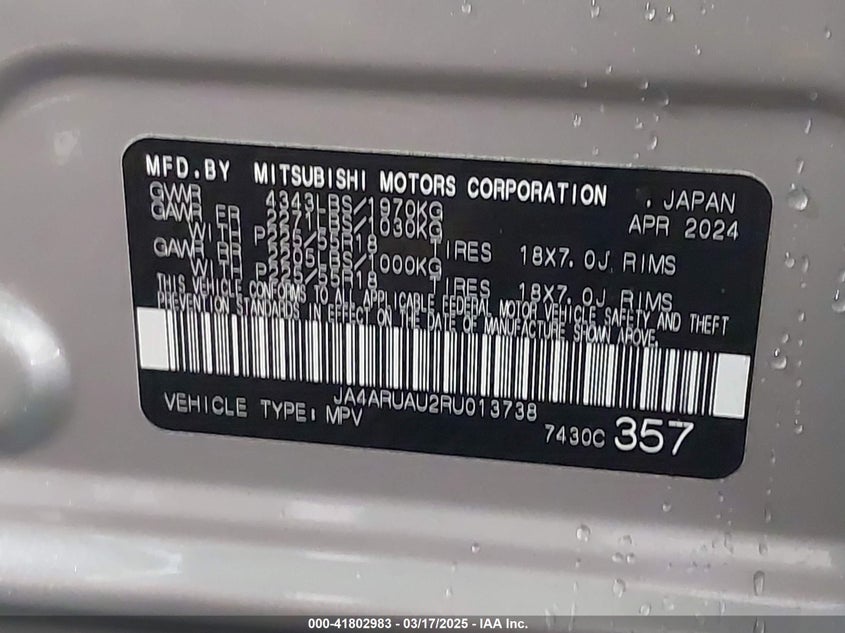 MFD.BY MITSUBISHI MOTORS CORPORATION . JAPAN
APR 2024
GVWR 4343LBS/1970KG
GAWR FR 2271LBS/1030KG
WITH P225/55R18 TIRES 18X7.0J RIMS
GAWR RR 2205LBS/1000KG
WITH P225/55R18 TIRES 18X7.0J RIMS
THIS VEHICLE CONFORMS TO ALL APPLICABLE FEDERAL MOTOR VEHICLE SAFETY AND THEFT
PREVENTION STANDARDS IN EFFECT ON THE DATE OF MANUFACTURE SHOWN ABOVE.
JA4ARUAU2RU013738
VEHICLE TYPE: MPV
7430C 357
000-41802983 - 03/17/2025 - IAA Inc.